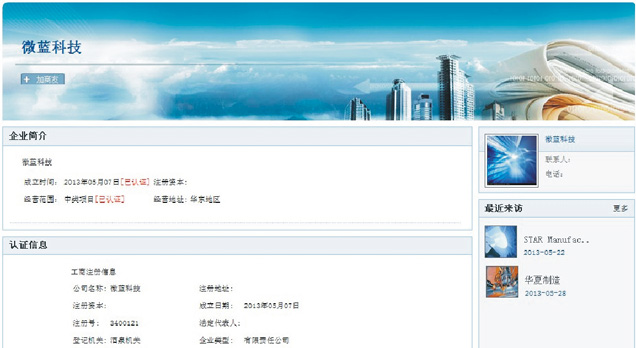 微蓝科技
+ 加商友
企业简介
微蓝科技
成立时间: 2013年05月07日[已认证] 注册资本:
经营范围: 中类项目[已认证] 经营地址: 华东地区
认证信息
工商注册信息
公司名称: 微蓝科技 注册地址:
注册资本: 成立日期: 2013年05月07日
注册号: 3400121 法定代表人:
登记机关: 酒泉机关 企业类型: 有限责任公司
微蓝科技
联系人:
电话:
最近来访 更多
STAR Manufac..
2013-05-22
华夏制造
2013-05-28